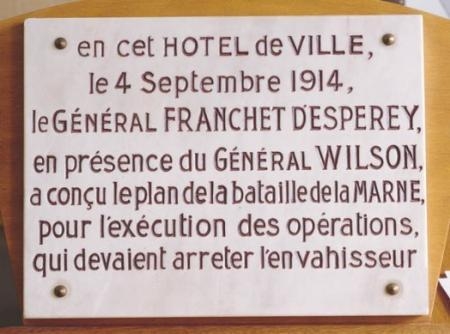 en cet HOTEL de VILLE,
le 4 Septembre 1914,
le GÉNÉRAL FRANCHET D'ESPEREY,
en présence du GÉNÉRAL WILSON,
a conçu le plan de la bataille de la MARNE,
pour l'exécution des opérations,
qui devaient arreter l'envahisseur